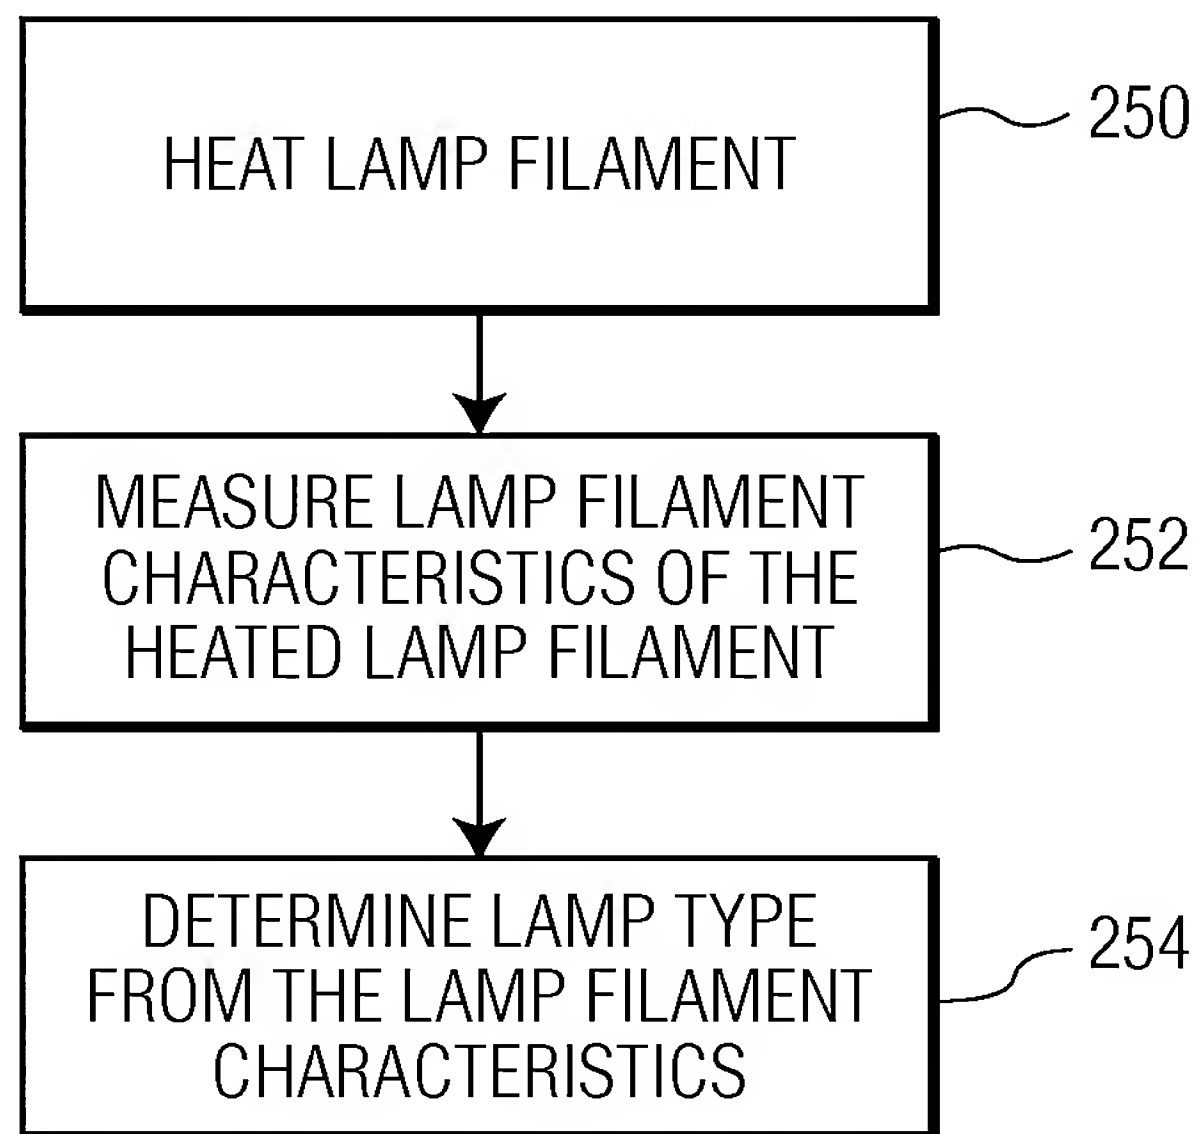 HEAT LAMP FILAMENT
250
MEASURE LAMP FILAMENT
CHARACTERISTICS OF THE
HEATED LAMP FILAMENT
252
DETERMINE LAMP TYPE
FROM THE LAMP FILAMENT
CHARACTERISTICS
254